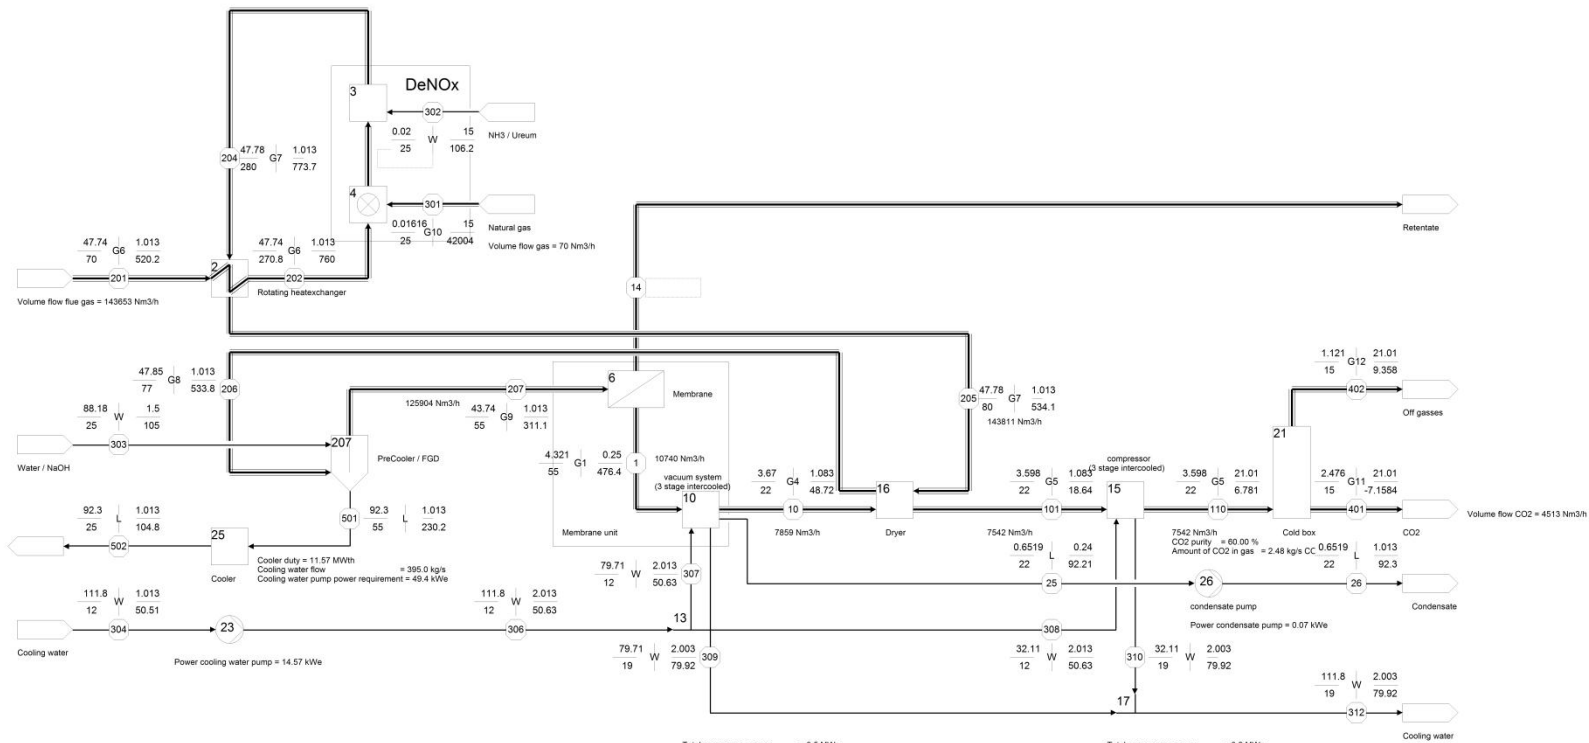 DeNOx
3
302
NH3 / Ureum
0.02 W 15
25 106.2
204
47.78 G7 1.013
280 773.7
4
301
Natural gas
0.01616 G10 15
25 42004
Volume flow gas = 70 Nm3/h
Retentate
47.74 G6 1.013
70 520.2
201
Volume flow flue gas = 143653 Nm3/h
2
47.74 G6 1.013
270.8 760
202
Rotating heatexchanger
14
47.85 G8 1.013
77 533.8
206
207
125904 Nm3/h
43.74 G9 1.013
55 311.1
6
Membrane
205
47.78 G7 1.013
80 534.1
143811 Nm3/h
1.121 G12 21.01
15 9.358
402
Off gasses
88.18 W 1.5
25 105
303
Water / NaOH
207
PreCooler / FGD
4.321 G1 0.25
55 476.4
1
10740 Nm3/h
vacuum system
(3 stage intercooled)
10
Membrane unit
3.67 G4 1.083
22 48.72
10
7859 Nm3/h
16
Dryer
3.598 G5 1.083
22 18.64
101
7542 Nm3/h
compressor
(3 stage intercooled)
15
3.598 G5 21.01
22 6.781
110
7542 Nm3/h
CO2 purity = 60.00 %
Amount of CO2 in gas = 2.48 kg/s CC
21
Cold box
2.476 G11 21.01
15 -7.1584
401
CO2
Volume flow CO2 = 4513 Nm3/h
92.3 L 1.013
25 104.8
502
25
Cooler
501
92.3 L 1.013
55 230.2
Cooler duty = 11.57 MWth
Cooling water flow = 395.0 kg/s
Cooling water pump power requirement = 49.4 kWe
79.71 W 2.013
12 50.63
307
0.6519 L 0.24
22 92.21
25
26
condensate pump
Power condensate pump = 0.07 kWe
0.6519 L 1.013
22 92.3
26
Condensate
111.8 W 1.013
12 50.51
304
Cooling water
23
Power cooling water pump = 14.57 kWe
111.8 W 2.013
12 50.63
306
13
308
79.71 W 2.003
19 79.92
309
32.11 W 2.013
12 50.63
310
32.11 W 2.003
19 79.92
17
111.8 W 2.003
19 79.92
312
Cooling water